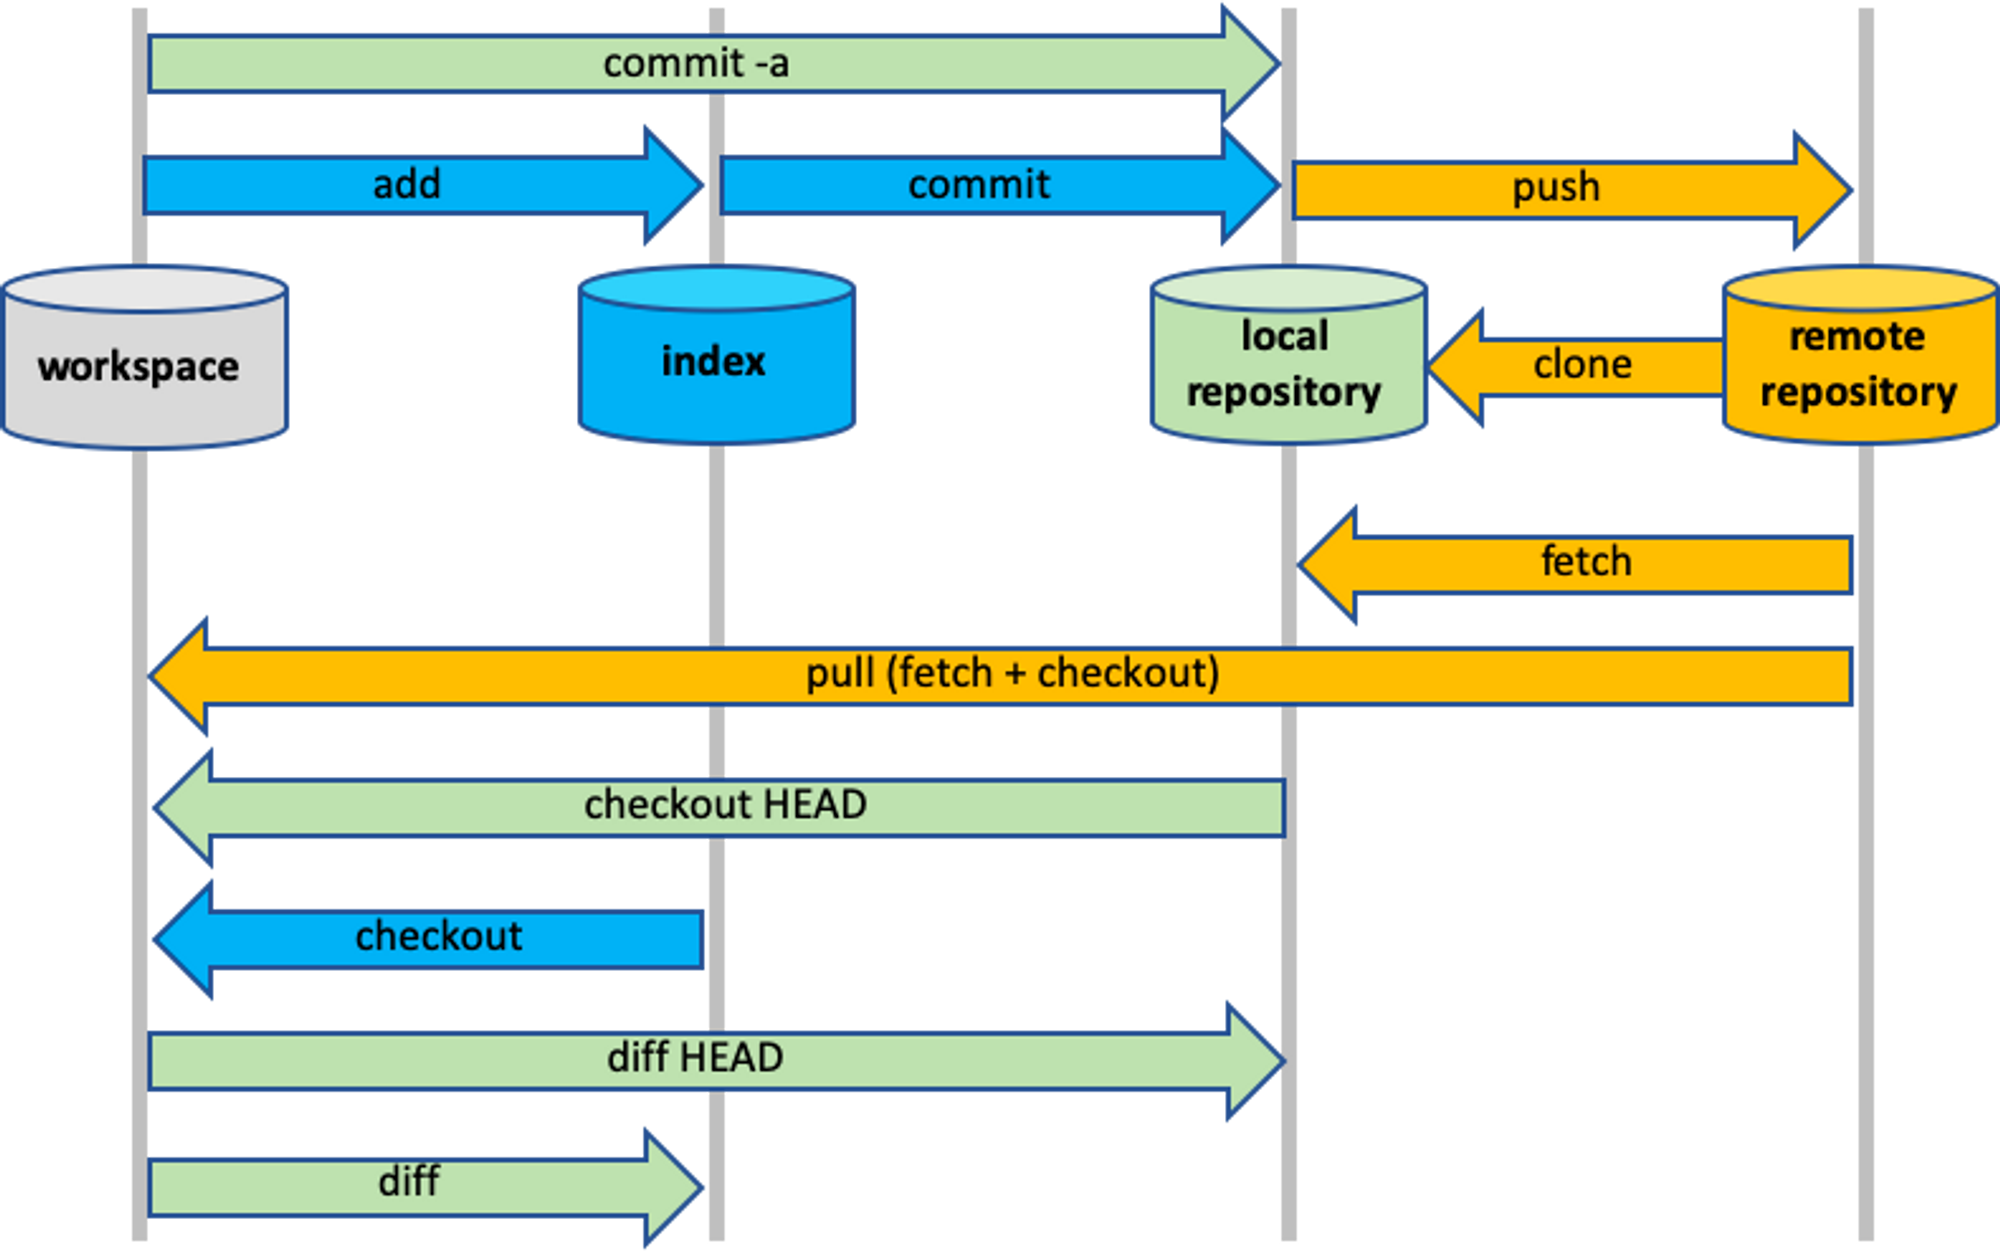 commit -a
add
commit
push
workspace
index
local
repository
clone
remote
repository
fetch
pull (fetch + checkout)
checkout HEAD
checkout
diff HEAD
diff